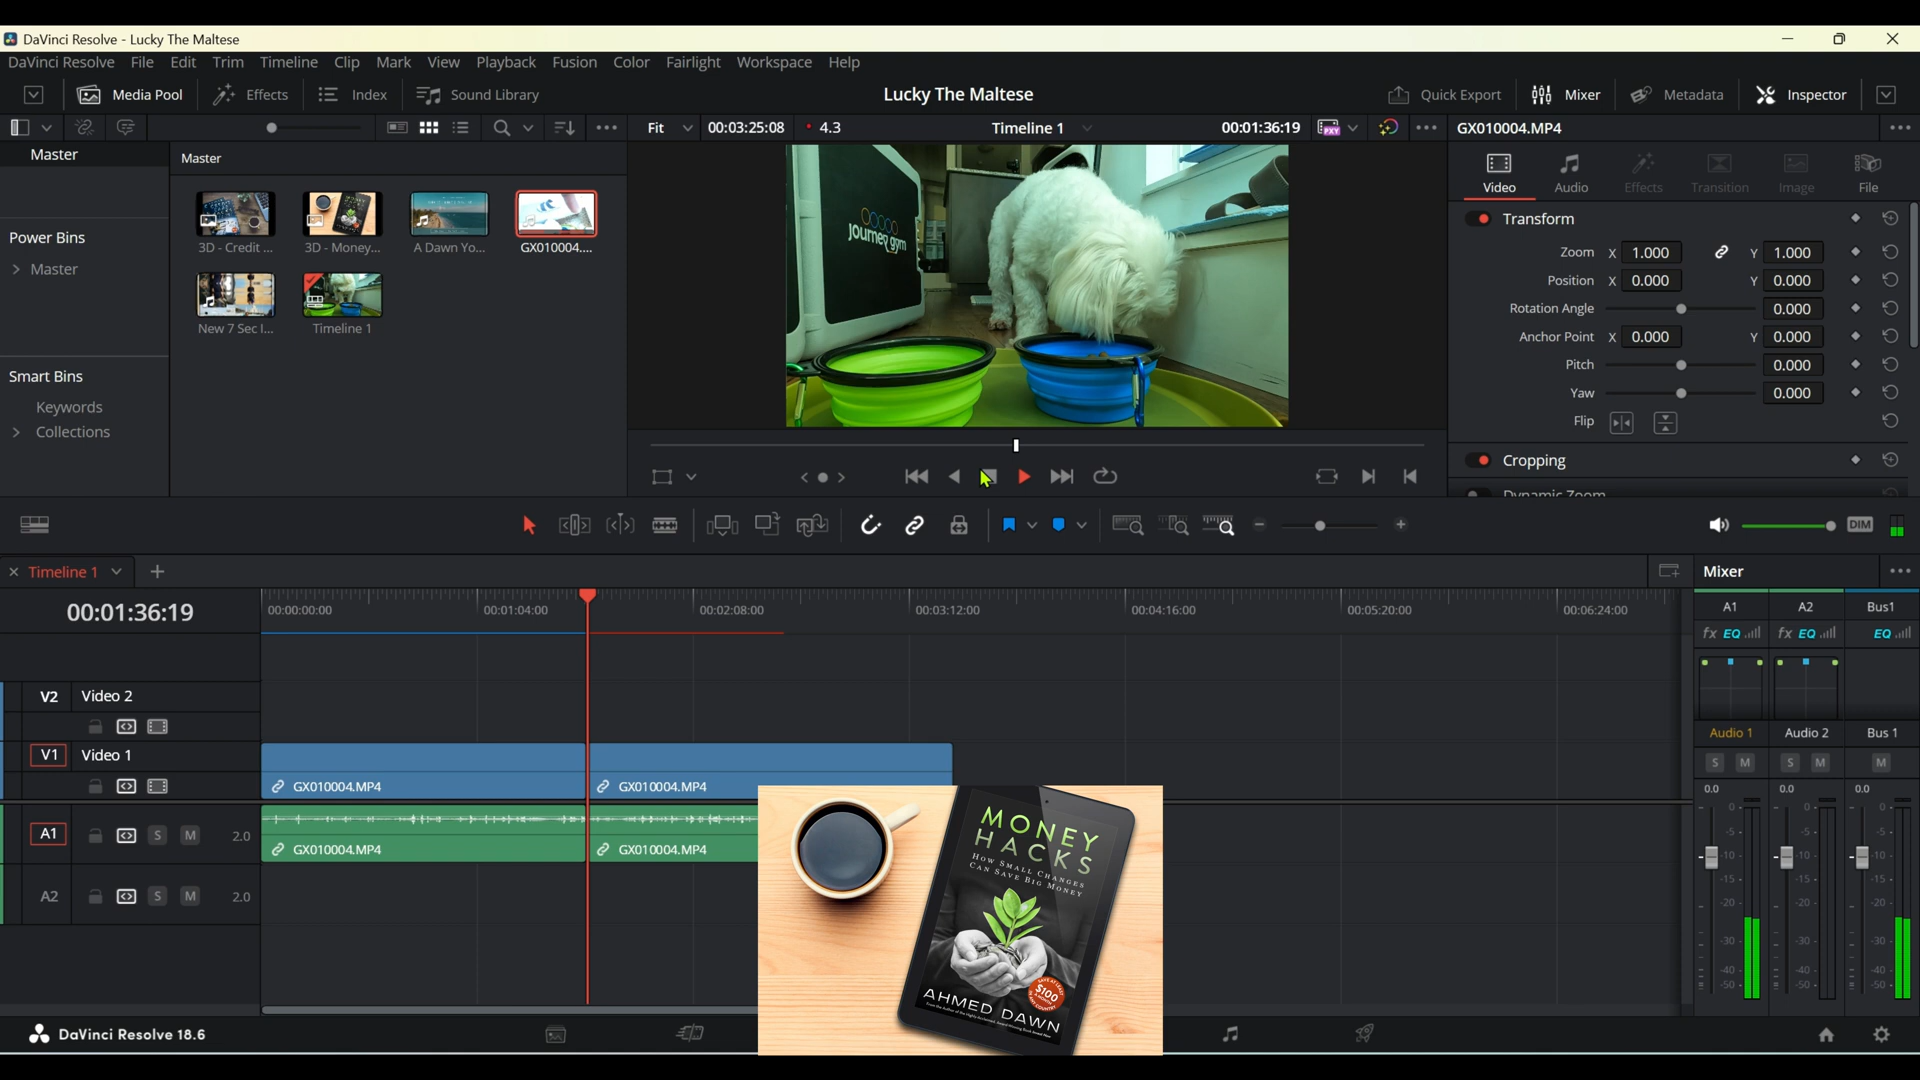 DaVinci Resolve - Lucky The Maltese
DaVinci Resolve File Edit Trim Timeline Clip Mark View Playback Fusion Color Fairlight Workspace Help
Media Pool Effects Index Sound Library
Lucky The Maltese
Quick Export Mixer Metadata Inspector
Fit 00:03:25:08 4.3 Timeline 1 00:01:36:19 PXY
GX010004.MP4
Master
Master
Power Bins
Master
Smart Bins
Keywords
Collections
3D - Credit ...
3D - Money...
A Dawn Yo...
GX010004....
New 7 Sec I...
Timeline 1
JOURNEY gym
Video Audio Effects Transition Image File
Transform
Zoom X 1.000 Y 1.000
Position X 0.000 Y 0.000
Rotation Angle 0.000
Anchor Point X 0.000 Y 0.000
Pitch 0.000
Yaw 0.000
Flip
Cropping
Dynamic Zoom
DIM
Timeline 1
Mixer
00:01:36:19
00:00:00:00 00:01:04:00 00:02:08:00 00:03:12:00 00:04:16:00 00:05:20:00 00:06:24:00
V2 Video 2
V1 Video 1
GX010004.MP4 GX010004.MP4
A1 S M 2.0
GX010004.MP4 GX010004.MP4
A2 S M 2.0
A1 A2 Bus1
fx EQ fx EQ EQ
Audio 1 Audio 2 Bus 1
S M S M M
0.0 0.0 0.0
0- 0- 0-
-5- -5- -5-
-10- -10- -10-
-15- -15- -15-
-20- -20- -20-
-30- -30- -30-
-40- -40- -40-
-50- -50- -50-
MONEY
HACKS
HOW SMALL CHANGES
CAN SAVE BIG MONEY
$100
AHMED DAWN
DaVinci Resolve 18.6